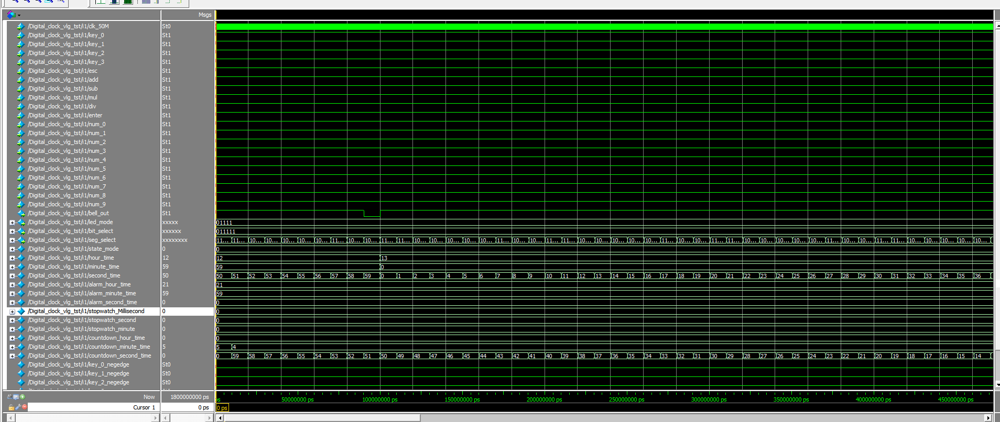 Msgs
/Digital_clock_vlg_tst/i1/clk_50M St0
/Digital_clock_vlg_tst/i1/key_0 St1
/Digital_clock_vlg_tst/i1/key_1 St1
/Digital_clock_vlg_tst/i1/key_2 St1
/Digital_clock_vlg_tst/i1/key_3 St1
/Digital_clock_vlg_tst/i1/esc St1
/Digital_clock_vlg_tst/i1/add St1
/Digital_clock_vlg_tst/i1/sub St1
/Digital_clock_vlg_tst/i1/mul St1
/Digital_clock_vlg_tst/i1/div St1
/Digital_clock_vlg_tst/i1/enter St1
/Digital_clock_vlg_tst/i1/num_0 St1
/Digital_clock_vlg_tst/i1/num_1 St1
/Digital_clock_vlg_tst/i1/num_2 St1
/Digital_clock_vlg_tst/i1/num_3 St1
/Digital_clock_vlg_tst/i1/num_4 St1
/Digital_clock_vlg_tst/i1/num_5 St1
/Digital_clock_vlg_tst/i1/num_6 St1
/Digital_clock_vlg_tst/i1/num_7 St1
/Digital_clock_vlg_tst/i1/num_8 St1
/Digital_clock_vlg_tst/i1/num_9 St1
/Digital_clock_vlg_tst/i1/bell_out St1
/Digital_clock_vlg_tst/i1/led_mode xxxxx 01111
/Digital_clock_vlg_tst/i1/bit_select xxxxxx 011111
/Digital_clock_vlg_tst/i1/seg_select xxxxxxxx 11... 11... 10... 10... 10... 10... 10... 11... 10... 10... 11... 11... 10... 10... 10... 10... 10... 11... 10... 10... 11... 11... 10... 10... 10... 10... 10... 11... 10... 10... 11... 11... 10... 10... 10... 10... 10... 11... 10... 10... 11... 11... 10... 10... 10... 10... 10...
/Digital_clock_vlg_tst/i1/state_mode 0 0
/Digital_clock_vlg_tst/i1/hour_time 12 12 13
/Digital_clock_vlg_tst/i1/minute_time 59 59 0
/Digital_clock_vlg_tst/i1/second_time 50 50 51 52 53 54 55 56 57 58 59 0 1 2 3 4 5 6 7 8 9 10 11 12 13 14 15 16 17 18 19 20 21 22 23 24 25 26 27 28 29 30 31 32 33 34 35 36
/Digital_clock_vlg_tst/i1/alarm_hour_time 21 21
/Digital_clock_vlg_tst/i1/alarm_minute_time 59 59
/Digital_clock_vlg_tst/i1/alarm_second_time 0 0
/Digital_clock_vlg_tst/i1/stopwatch_Millisecond 0 0
/Digital_clock_vlg_tst/i1/stopwatch_second 0 0
/Digital_clock_vlg_tst/i1/stopwatch_minute 0 0
/Digital_clock_vlg_tst/i1/countdown_hour_time 0 0
/Digital_clock_vlg_tst/i1/countdown_minute_time 5 5 4
/Digital_clock_vlg_tst/i1/countdown_second_time 0 0 59 58 57 56 55 54 53 52 51 50 49 48 47 46 45 44 43 42 41 40 39 38 37 36 35 34 33 32 31 30 29 28 27 26 25 24 23 22 21 20 19 18 17 16 15 14
/Digital_clock_vlg_tst/i1/key_0_negedge St0
/Digital_clock_vlg_tst/i1/key_1_negedge St0
/Digital_clock_vlg_tst/i1/key_2_negedge St0
Now 1800000000 ps ps 50000000 ps 100000000 ps 150000000 ps 200000000 ps 250000000 ps 300000000 ps 350000000 ps 400000000 ps 450000000 ps
Cursor 1 0 ps 0 ps